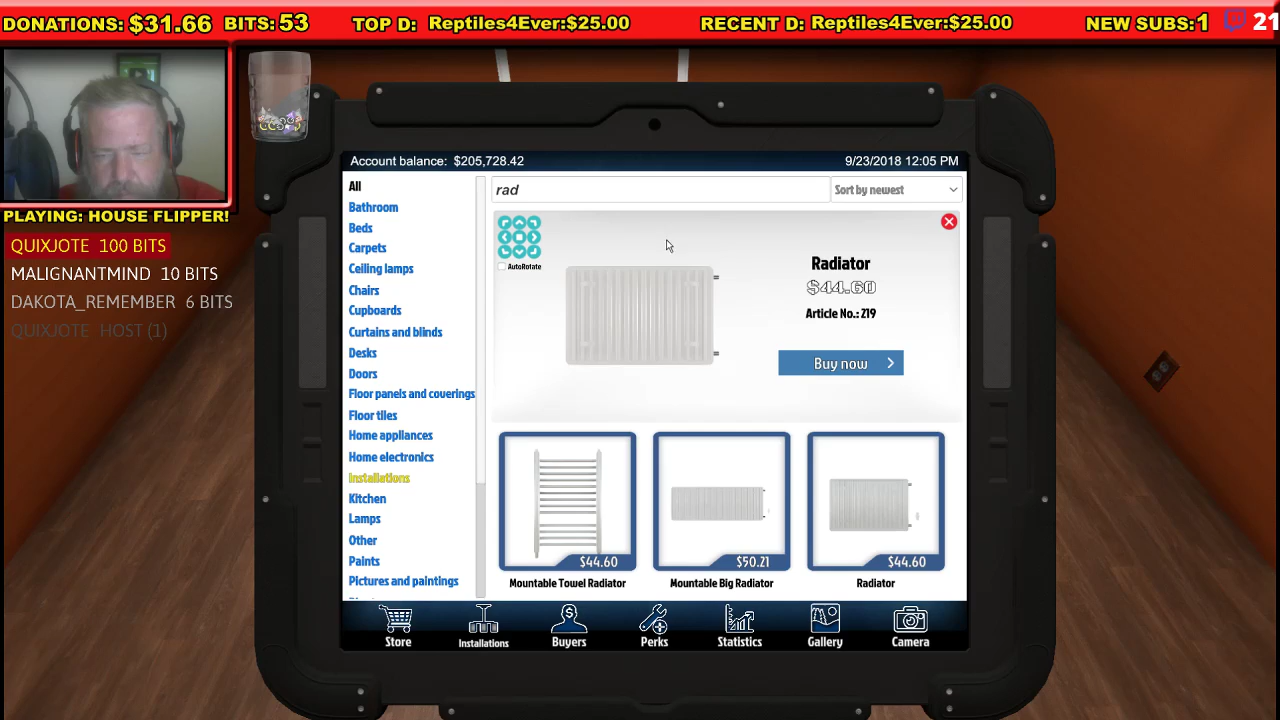 DONATIONS: $31.66 BITS: 53
TOP D: Reptiles4Ever:$25.00
RECENT D: Reptiles4Ever:$25.00
NEW SUBS: 1
21
PLAYING: HOUSE FLIPPER!
QUIXJOTE 100 BITS
MALIGNANTMIND 10 BITS
DAKOTA_REMEMBER 6 BITS
QUIXJOTE HOST (1)
Account balance: $205,728.42
9/23/2018 12:05 PM
All
Bathroom
Beds
Carpets
Ceiling lamps
Chairs
Cupboards
Curtains and blinds
Desks
Doors
Floor panels and coverings
Floor tiles
Home appliances
Home electronics
Installations
Kitchen
Lamps
Other
Paints
Pictures and paintings
rad
Sort by newest
AutoRotate
Radiator
$44.60
Article No.: 219
Buy now
$44.60
Mountable Towel Radiator
$50.21
Mountable Big Radiator
$44.60
Radiator
Store
Installations
Buyers
Perks
Statistics
Gallery
Camera